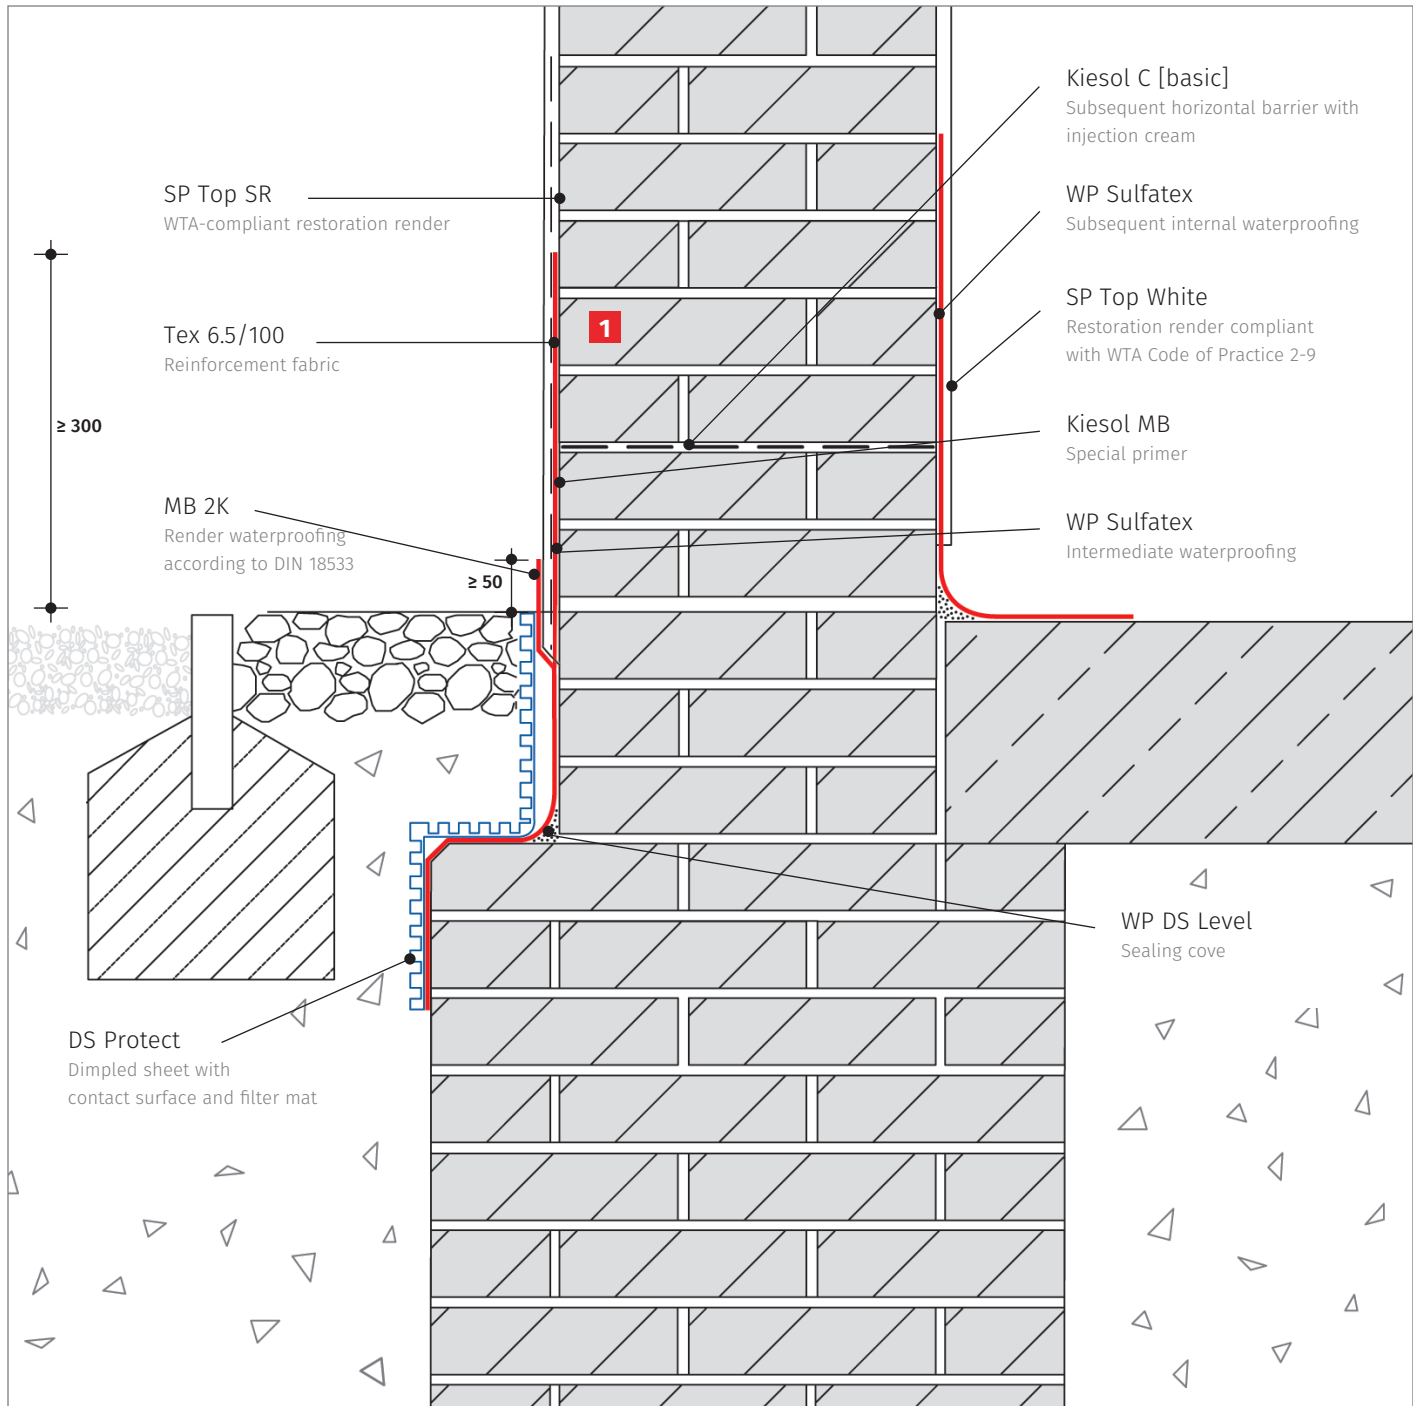 SP Top SR
WTA-compliant restoration render
Tex 6.5/100
Reinforcement fabric
≥ 300
MB 2K
Render waterproofing
according to DIN 18533
≥ 50
DS Protect
Dimpled sheet with
contact surface and filter mat
1
Kiesol C [basic]
Subsequent horizontal barrier with
injection cream
WP Sulfatex
Subsequent internal waterproofing
SP Top White
Restoration render compliant
with WTA Code of Practice 2-9
Kiesol MB
Special primer
WP Sulfatex
Intermediate waterproofing
WP DS Level
Sealing cove